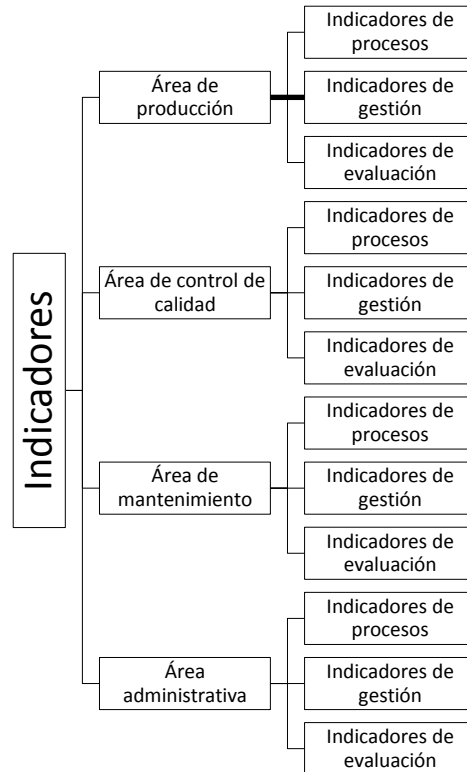 Indicadores
Área de
producción
Indicadores de
procesos
Indicadores de
gestión
Indicadores de
evaluación
Área de control de
calidad
Indicadores de
procesos
Indicadores de
gestión
Indicadores de
evaluación
Área de
mantenimiento
Indicadores de
procesos
Indicadores de
gestión
Indicadores de
evaluación
Área
administrativa
Indicadores de
procesos
Indicadores de
gestión
Indicadores de
evaluación